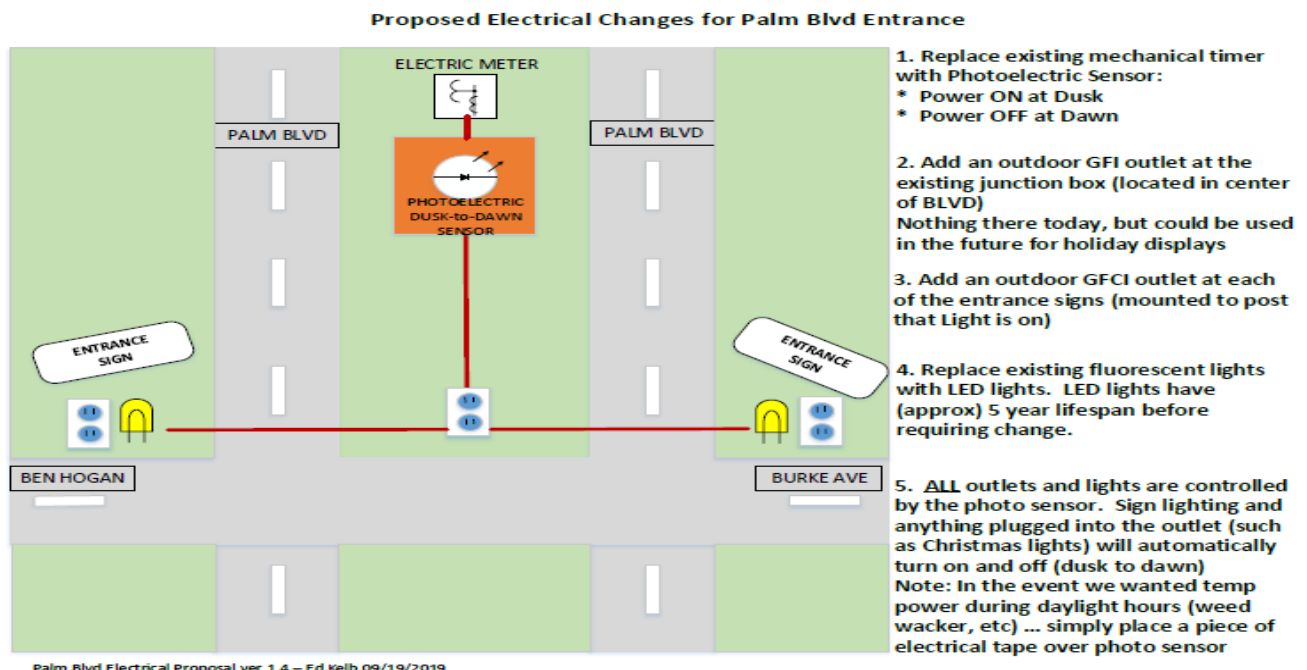 Proposed Electrical Changes for Palm Blvd Entrance
ELECTRIC METER
PALM BLVD
PALM BLVD
PHOTOELECTRIC
DUSK-to-DAWN
SENSOR
ENTRANCE
SIGN
ENTRANCE
SIGN
BEN HOGAN
BURKE AVE
1. Replace existing mechanical timer
with Photoelectric Sensor:
* Power ON at Dusk
* Power OFF at Dawn
2. Add an outdoor GFI outlet at the
existing junction box (located in center
of BLVD)
Nothing there today, but could be used
in the future for holiday displays
3. Add an outdoor GFCI outlet at each
of the entrance signs (mounted to post
that Light is on)
4. Replace existing fluorescent lights
with LED lights. LED lights have
(approx) 5 year lifespan before
requiring change.
5. ALL outlets and lights are controlled
by the photo sensor. Sign lighting and
anything plugged into the outlet (such
as Christmas lights) will automatically
turn on and off (dusk to dawn)
Note: In the event we wanted temp
power during daylight hours (weed
wacker, etc) ... simply place a piece of
electrical tape over photo sensor
Palm Blvd Electrical Proposal ver 1.4 – Ed Kelb 09/19/2019